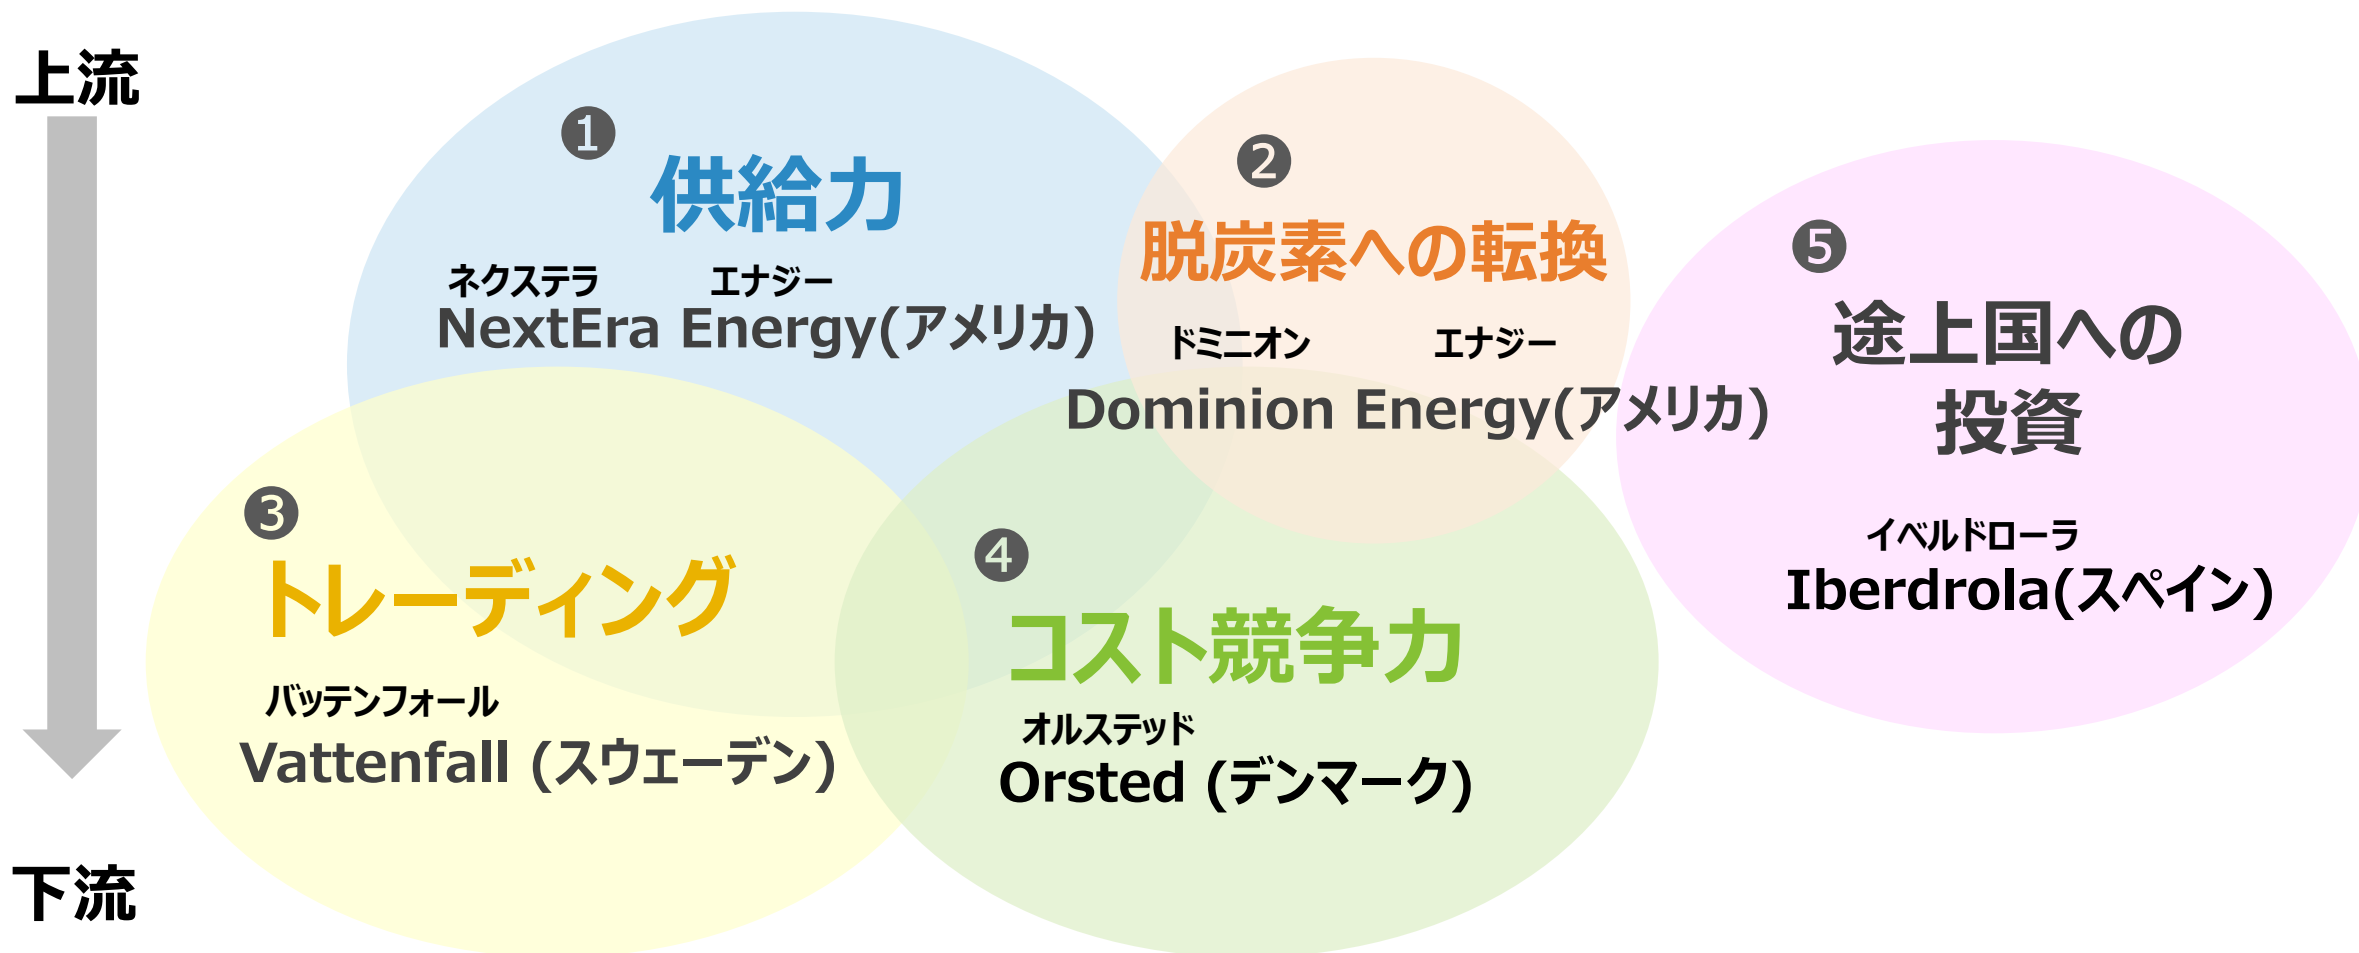 上流
❶
供給力
ネクステラ エナジー
NextEra Energy(アメリカ)
❷
脱炭素への転換
ドミニオン エナジー
Dominion Energy(アメリカ)
❺
途上国への
投資
イベルドローラ
Iberdrola(スペイン)
❸
トレーディング
バッテンフォール
Vattenfall (スウェーデン)
❹
コスト競争力
オルステッド
Orsted (デンマーク)
下流